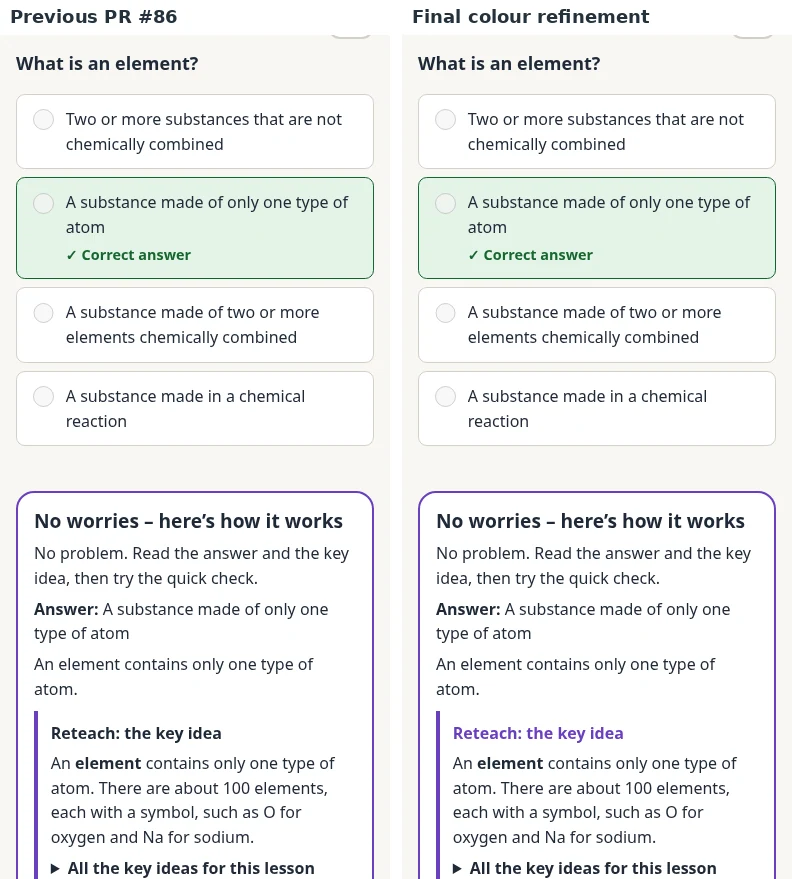 Previous PR #86
What is an element?
Two or more substances that are not
chemically combined
A substance made of only one type of
atom
✓ Correct answer
A substance made of two or more
elements chemically combined
A substance made in a chemical
reaction
No worries – here’s how it works
No problem. Read the answer and the key
idea, then try the quick check.
Answer: A substance made of only one
type of atom
An element contains only one type of
atom.
Reteach: the key idea
An element contains only one type of
atom. There are about 100 elements,
each with a symbol, such as O for
oxygen and Na for sodium.
▶ All the key ideas for this lesson
Final colour refinement
What is an element?
Two or more substances that are not
chemically combined
A substance made of only one type of
atom
✓ Correct answer
A substance made of two or more
elements chemically combined
A substance made in a chemical
reaction
No worries – here’s how it works
No problem. Read the answer and the key
idea, then try the quick check.
Answer: A substance made of only one
type of atom
An element contains only one type of
atom.
Reteach: the key idea
An element contains only one type of
atom. There are about 100 elements,
each with a symbol, such as O for
oxygen and Na for sodium.
▶ All the key ideas for this lesson